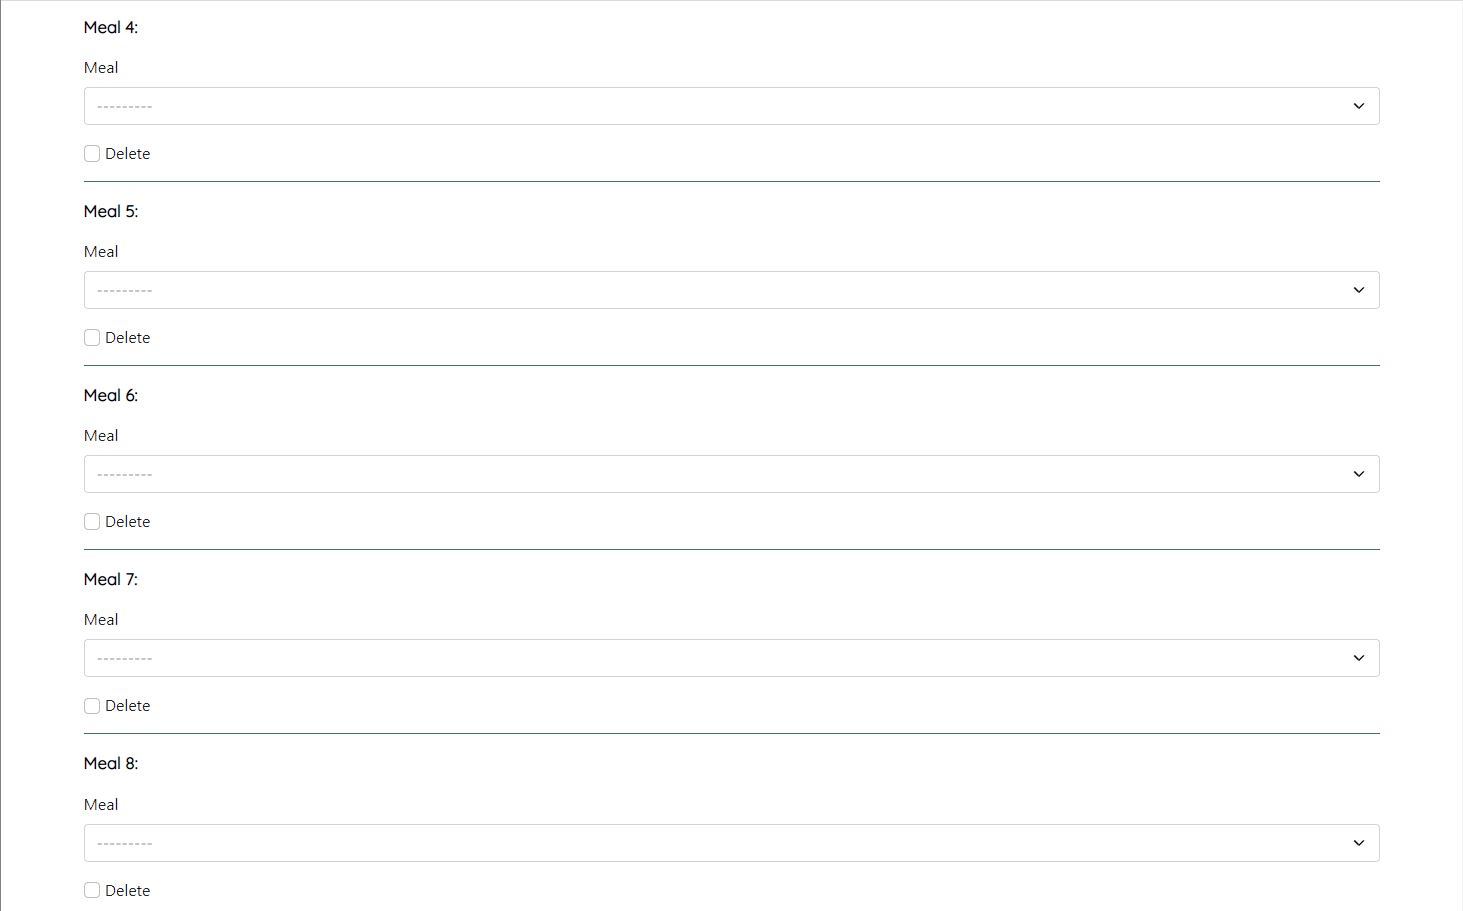 Meal 4:
Meal
---------
Delete
Meal 5:
Meal
---------
Delete
Meal 6:
Meal
---------
Delete
Meal 7:
Meal
---------
Delete
Meal 8:
Meal
---------
Delete